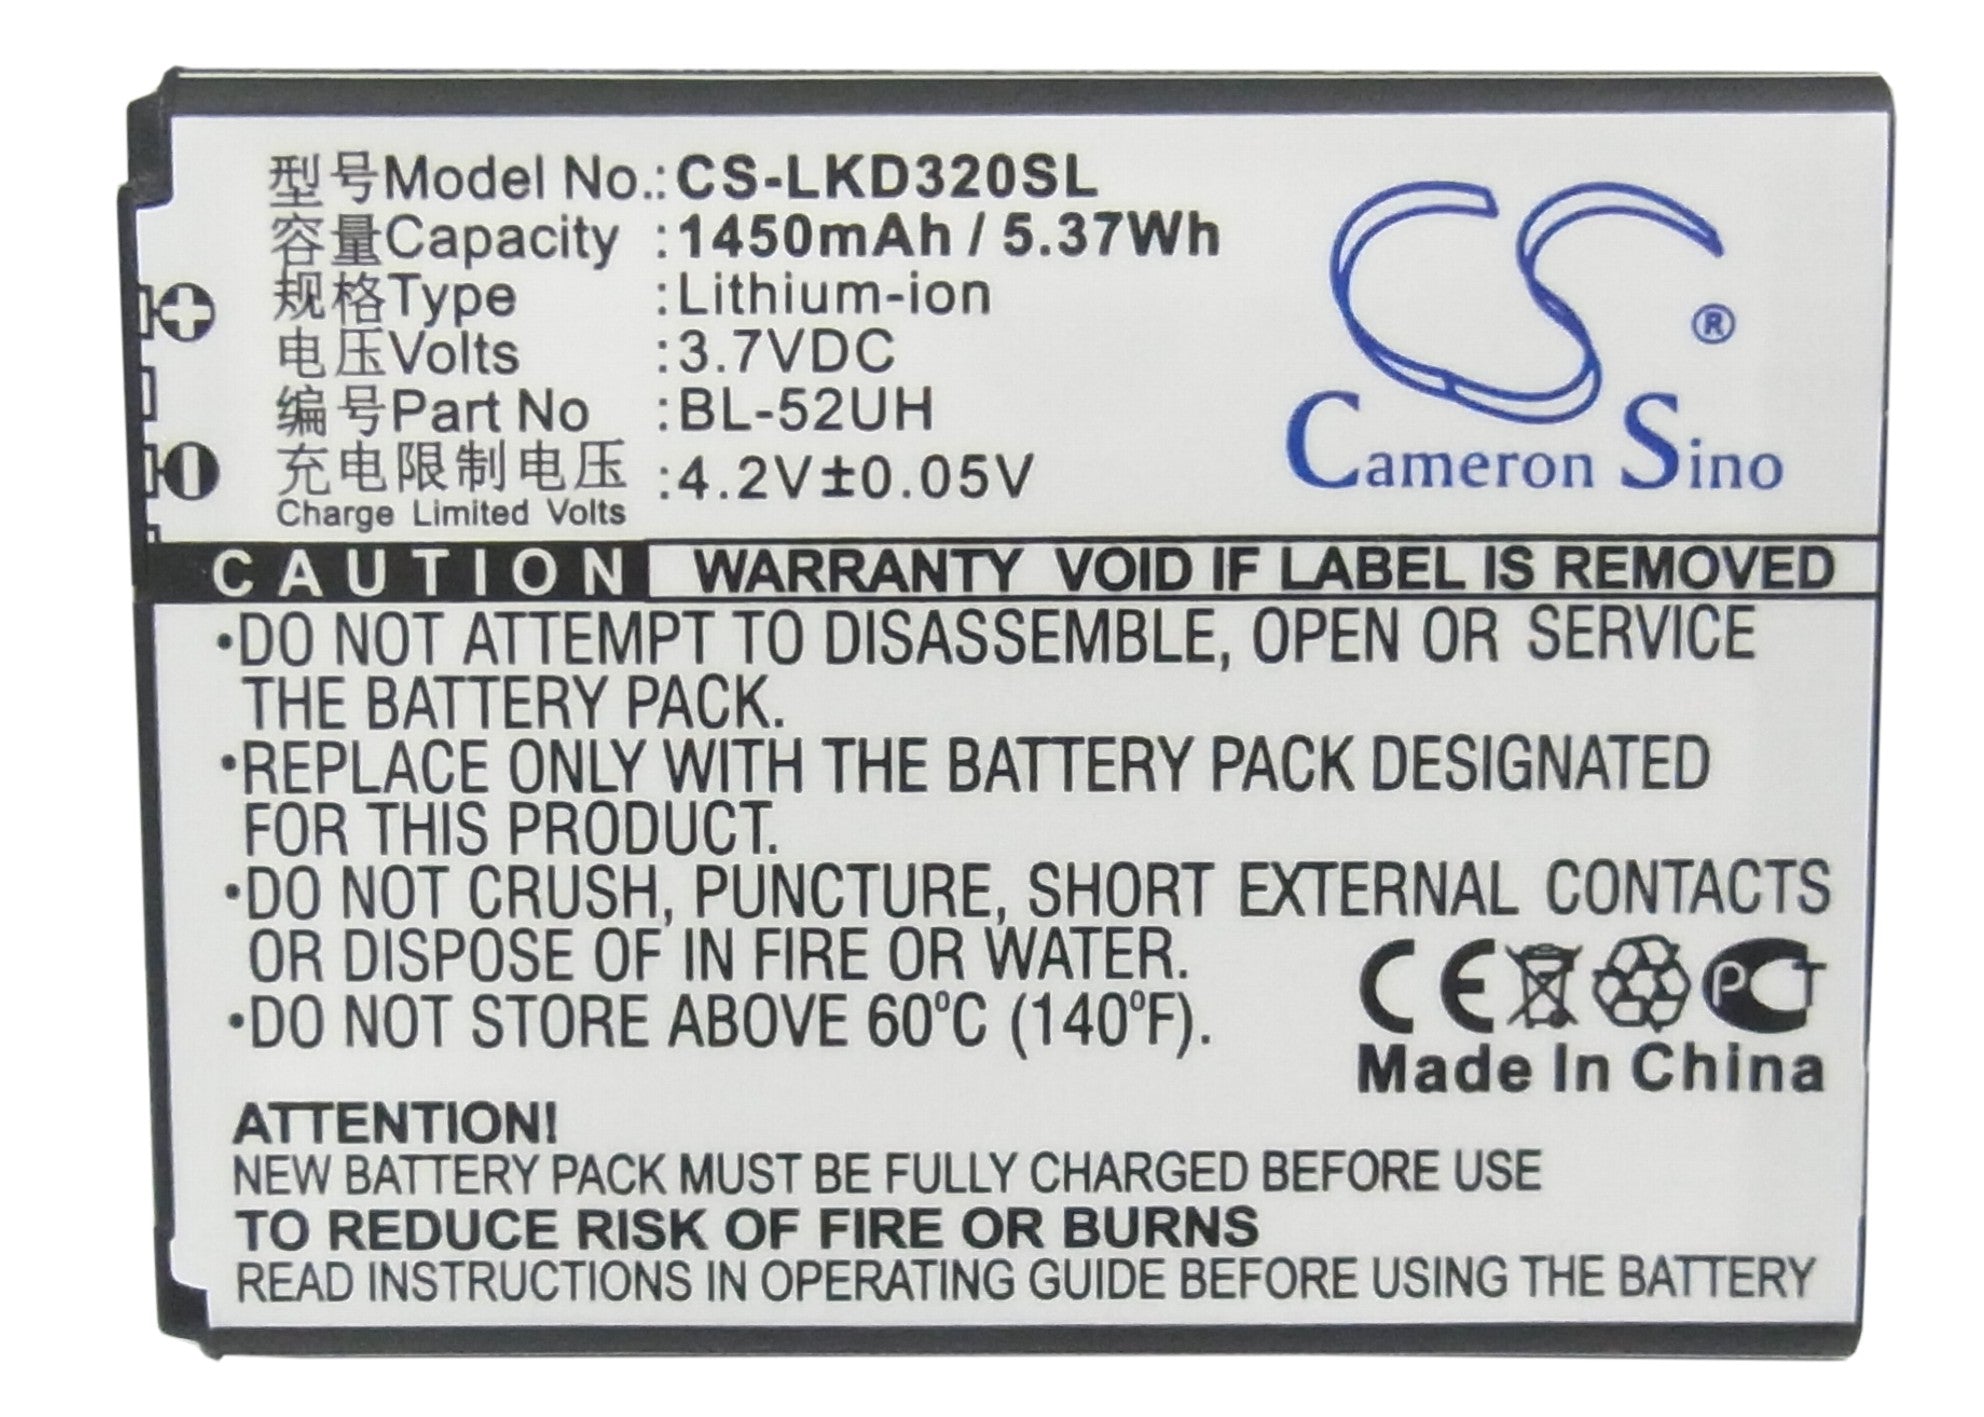 型号Model No.:CS-LKD320SL
容量Capacity :1450mAh / 5.37Wh
规格Type :Lithium-ion
电压Volts :3.7VDC
编号Part No :BL-52UH
充电限制电压 :4.2V±0.05V
Charge Limited Volts
CS ®
Cameron Sino
CAUTION WARRANTY VOID IF LABEL IS REMOVED
•DO NOT ATTEMPT TO DISASSEMBLE, OPEN OR SERVICE
THE BATTERY PACK.
•REPLACE ONLY WITH THE BATTERY PACK DESIGNATED
FOR THIS PRODUCT.
•DO NOT CRUSH, PUNCTURE, SHORT EXTERNAL CONTACTS
OR DISPOSE OF IN FIRE OR WATER.
•DO NOT STORE ABOVE 60°C (140°F).
CE PCT
Made In China
ATTENTION!
NEW BATTERY PACK MUST BE FULLY CHARGED BEFORE USE
TO REDUCE RISK OF FIRE OR BURNS
READ INSTRUCTIONS IN OPERATING GUIDE BEFORE USING THE BATTERY